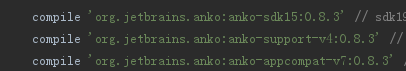 compile 'org.jetbrains.anko:anko-sdk15:0.8.3' // sdk19
compile 'org.jetbrains.anko:anko-support-v4:0.8.3' //
compile 'org.jetbrains.anko:anko-appcompat-v7:0.8.3' /